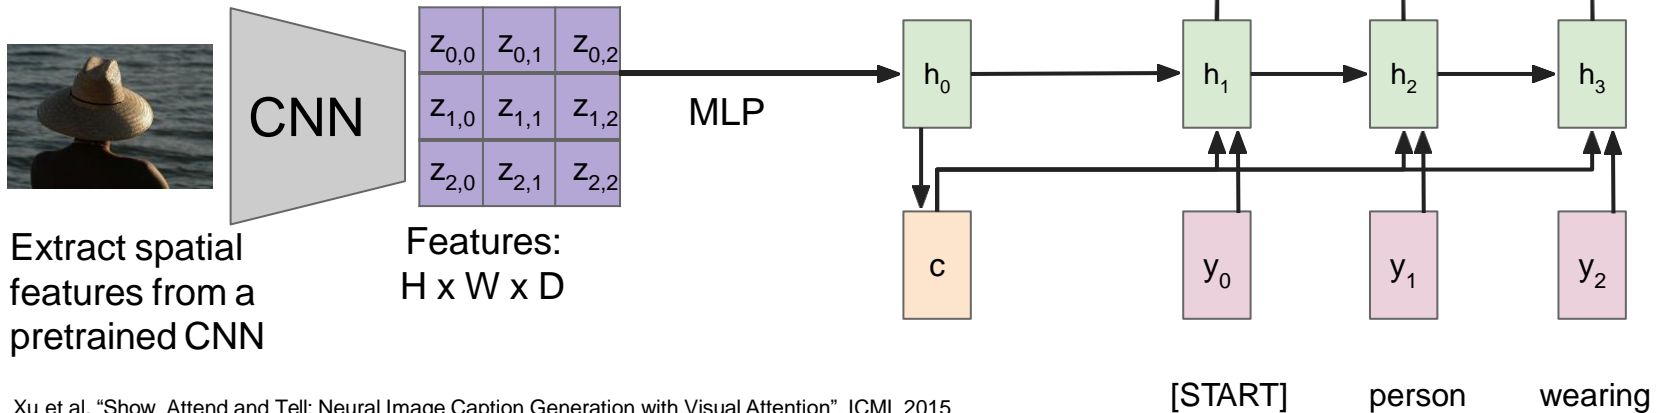 z0,0 z0,1 z0,2
z1,0 z1,1 z1,2
z2,0 z2,1 z2,2
CNN
MLP
h0
h1
h2
h3
Extract spatial
features from a
pretrained CNN
Features:
H x W x D
c
y0
y1
y2
[START]
person
wearing
Xu et al, “Show, Attend and Tell: Neural Image Caption Generation with Visual Attention”, ICML 2015